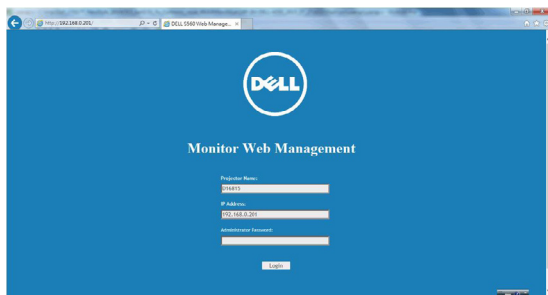 http://192.168.0.201/
DELL S560 Web Manage...
DELL
Monitor Web Management
Projector Name:
D16815
IP Address:
192.168.0.201
Administrator Password:
Login